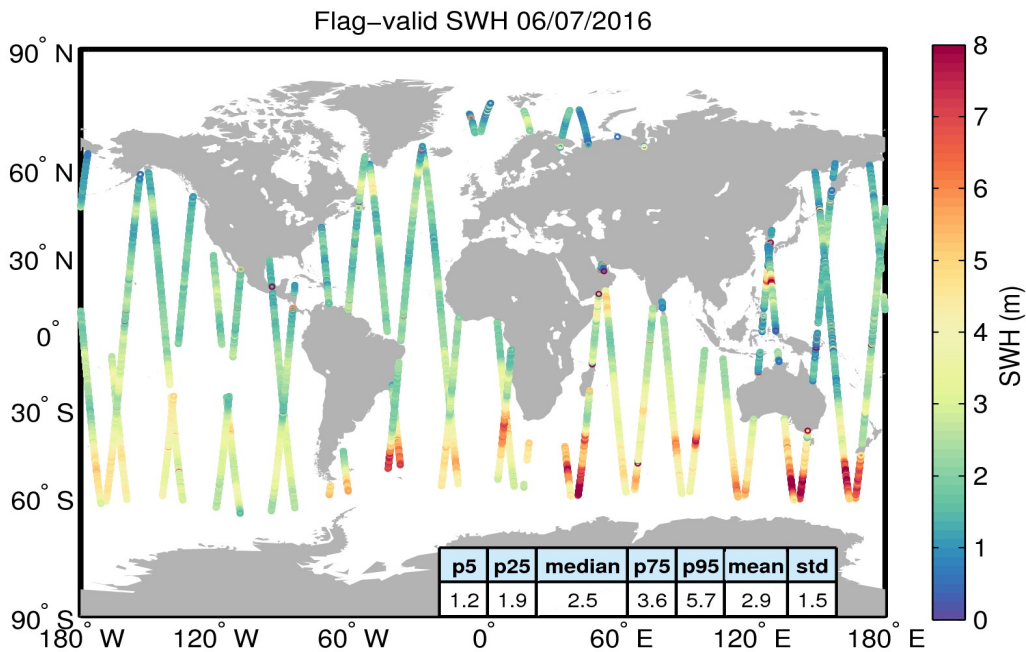 Flag−valid SWH 06/07/2016
90° N
60° N
30° N
0°
30° S
60° S
90° S
180° W
120° W
60° W
0°
60° E
120° E
180° E
p5 p25 median p75 p95 mean std
1.2 1.9 2.5 3.6 5.7 2.9 1.5
8
7
6
5
4
3
2
1
0
SWH (m)